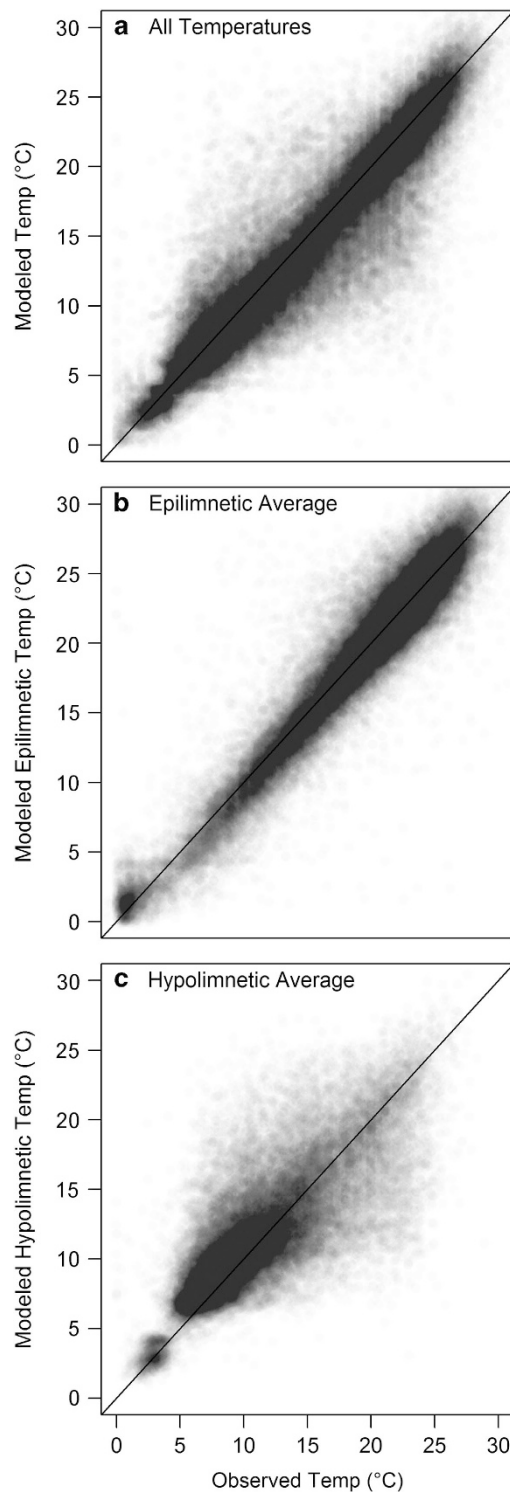 a All Temperatures
30
25
20
15
10
5
0
Modeled Temp (°C)
b Epilimnetic Average
30
25
20
15
10
5
0
Modeled Epilimnetic Temp (°C)
c Hypolimnetic Average
30
25
20
15
10
5
0
Modeled Hypolimnetic Temp (°C)
0 5 10 15 20 25 30
Observed Temp (°C)